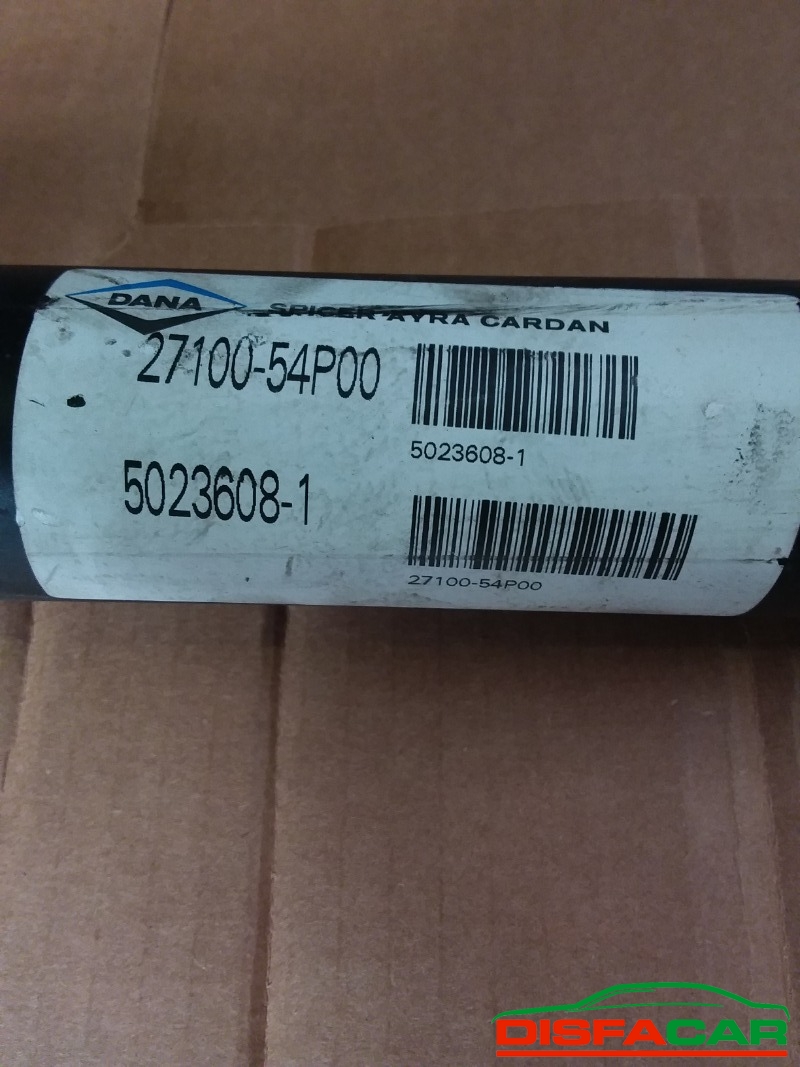 DANA
SPICER AYRA CARDAN
27100-54P00
5023608-1
5023608-1
27100-54P00
DISFACAR